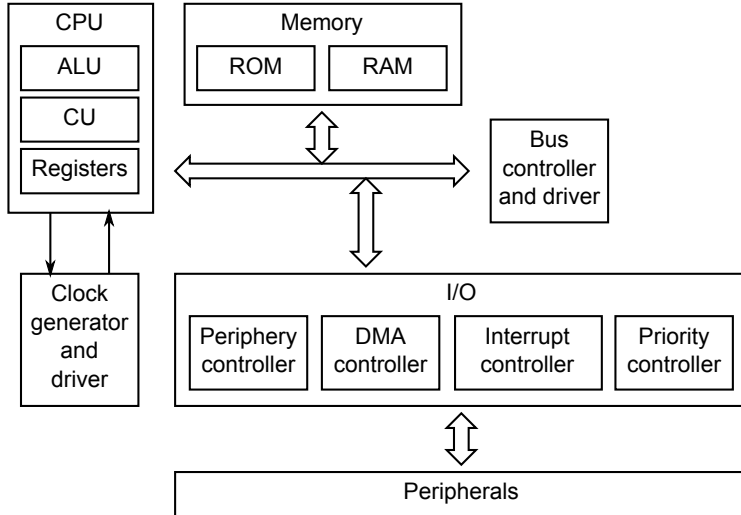 CPU
ALU
CU
Registers
Memory
ROM
RAM
Bus
controller
and driver
Clock
generator
and
driver
I/O
Periphery
controller
DMA
controller
Interrupt
controller
Priority
controller
Peripherals